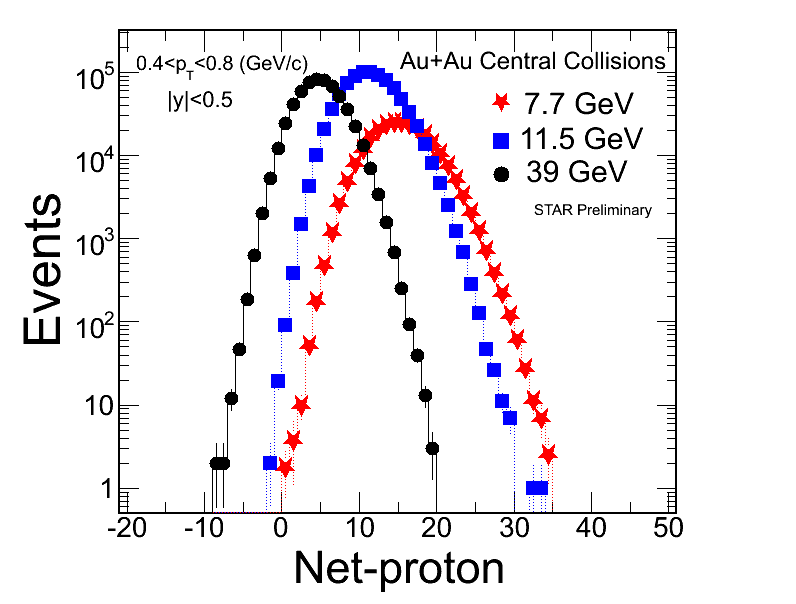 0.4<p_T<0.8 (GeV/c)
|y|<0.5
Au+Au Central Collisions
7.7 GeV
11.5 GeV
39 GeV
STAR Preliminary
Events
10^5
10^4
10^3
10^2
10
1
-20 -10 0 10 20 30 40 50
Net-proton